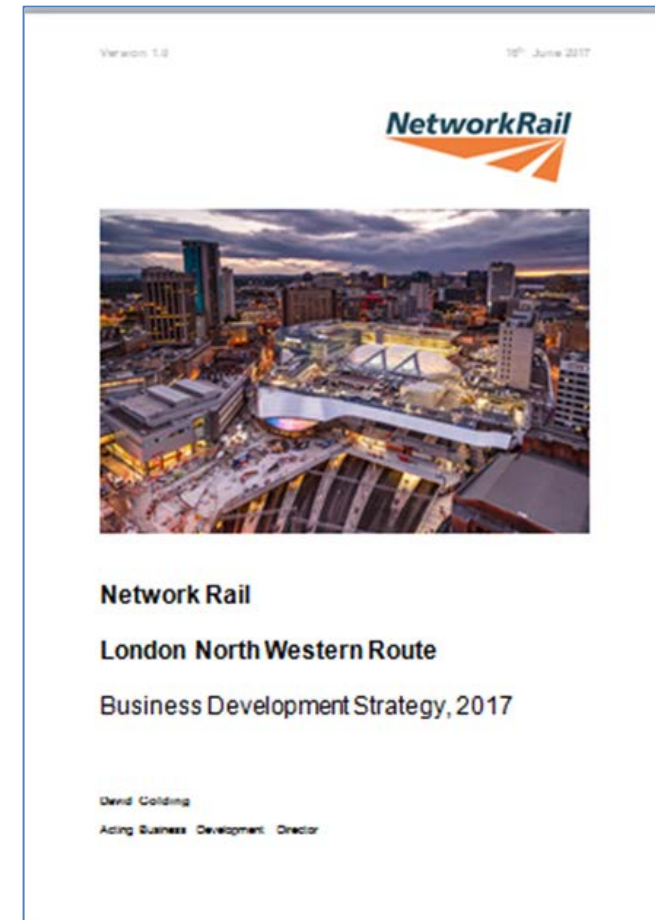 Version 1.0
16th June 2017
NetworkRail
Network Rail
London North Western Route
Business Development Strategy, 2017
David Golding
Acting Business Development Director